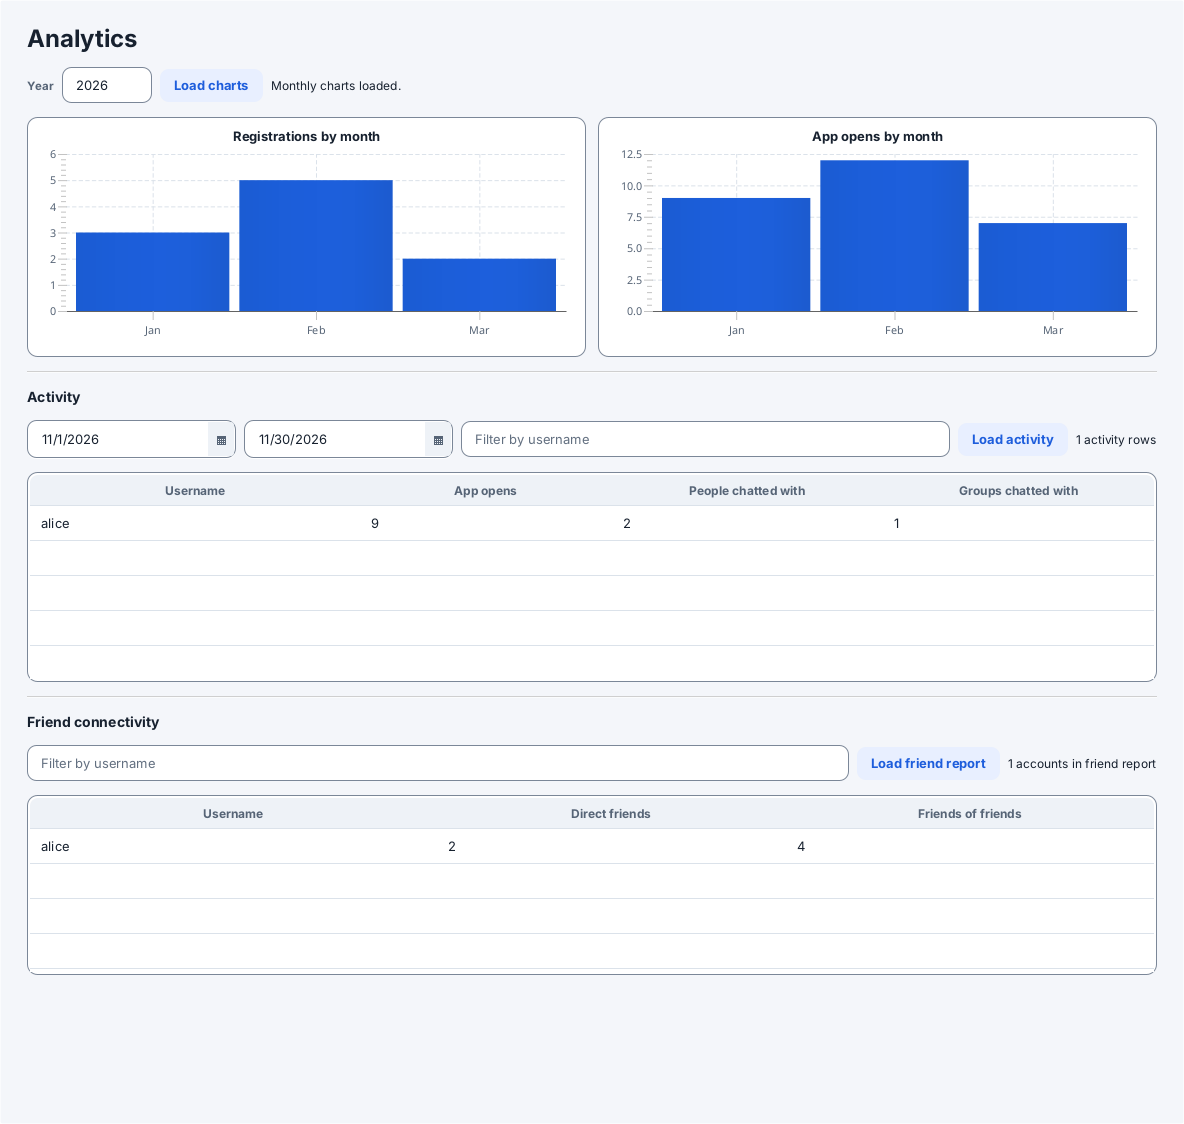 Analytics
Year 2026 Load charts Monthly charts loaded.
Registrations by month
6
5
4
3
2
1
0
Jan Feb Mar
App opens by month
12.5
10.0
7.5
5.0
2.5
0.0
Jan Feb Mar
Activity
11/1/2026 11/30/2026 Filter by username Load activity 1 activity rows
Username App opens People chatted with Groups chatted with
alice 9 2 1
Friend connectivity
Filter by username Load friend report 1 accounts in friend report
Username Direct friends Friends of friends
alice 2 4